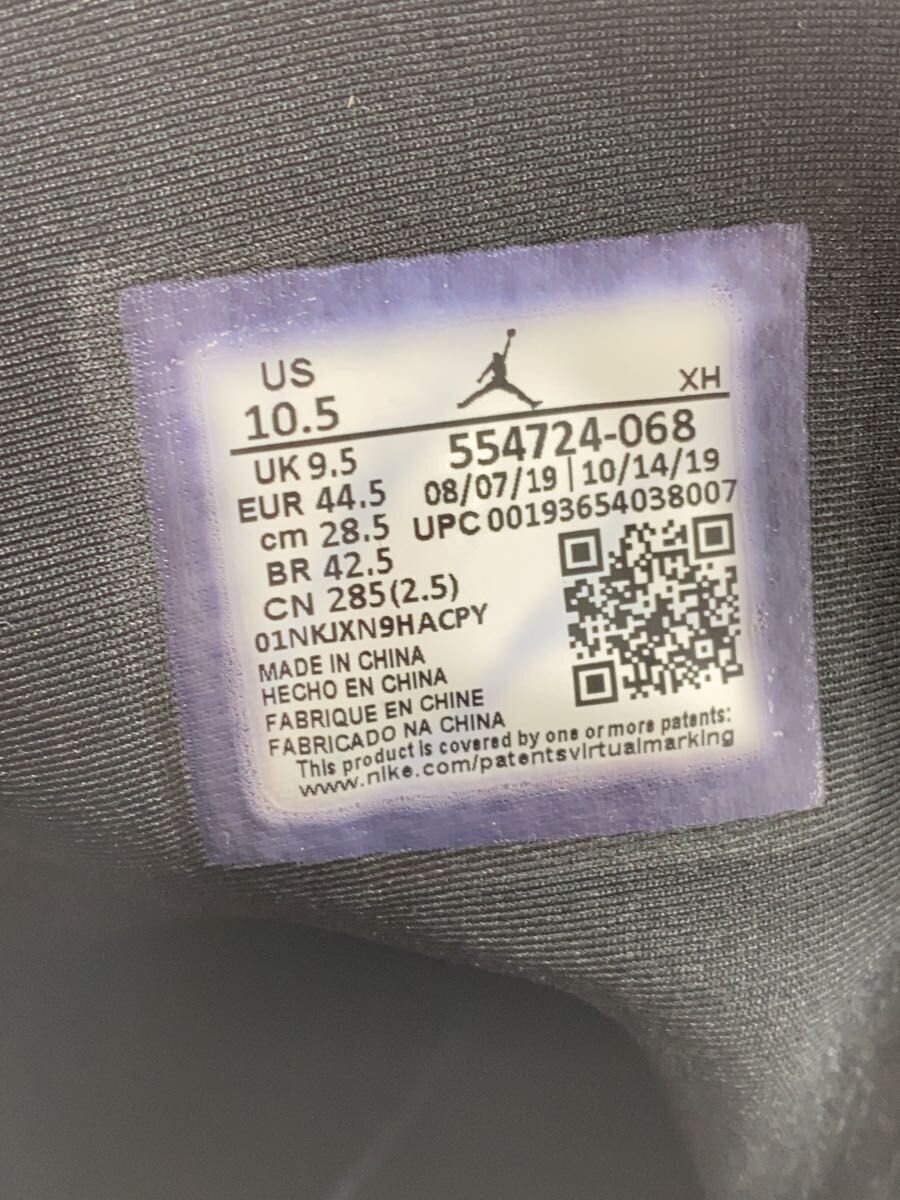 US
10.5
XH
UK 9.5
554724-068
EUR 44.5
08/07/19 | 10/14/19
cm 28.5
UPC 00193654038007
BR 42.5
CN 285(2.5)
01NKJXN9HACPY
MADE IN CHINA
HECHO EN CHINA
FABRIQUE EN CHINE
FABRICADO NA CHINA
This product is covered by one or more patents:
www.nike.com/patentsvirtualmarking